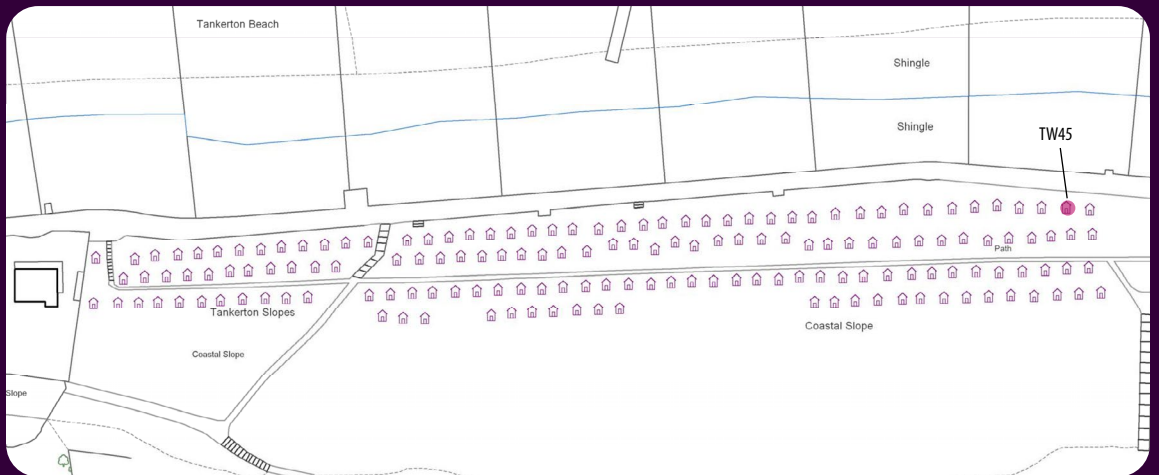 Tankerton Beach
Shingle
Shingle
TW45
Path
Tankerton Slopes
Coastal Slope
Coastal Slope
Slope